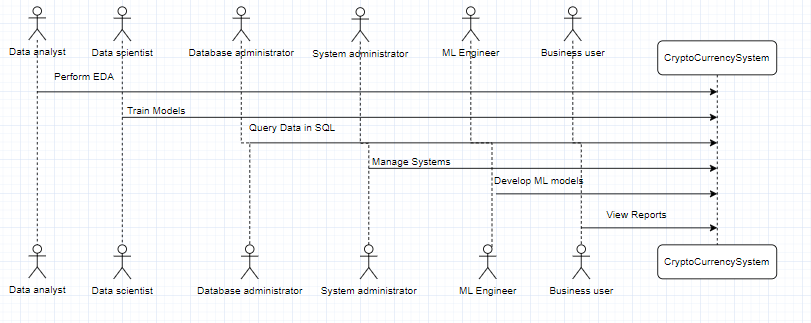 Data analyst
Data scientist
Database administrator
System administrator
ML Engineer
Business user
CryptoCurrencySystem
Perform EDA
Train Models
Query Data in SQL
Manage Systems
Develop ML models
View Reports
Data analyst
Data scientist
Database administrator
System administrator
ML Engineer
Business user
CryptoCurrencySystem